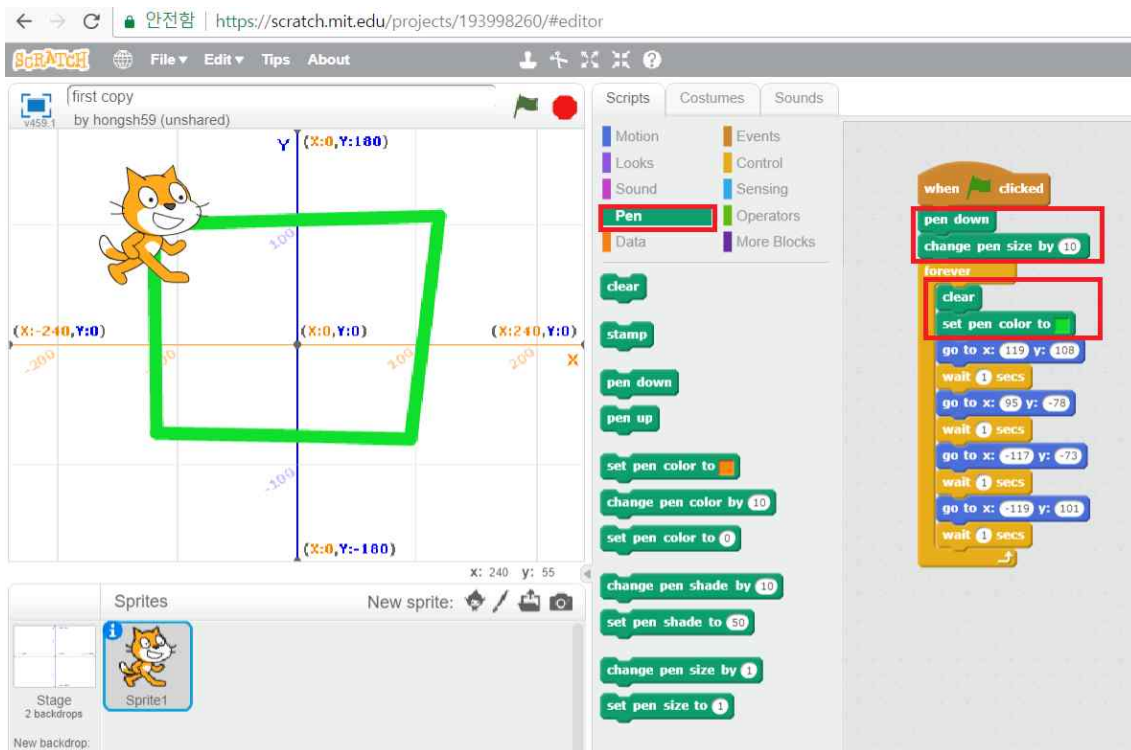 안전함 | https://scratch.mit.edu/projects/193998260/#editor
SCRATCH File▾ Edit▾ Tips About
first copy
v459.1 by hongsh59 (unshared)
Y (X:0,Y:180)
100
(X:-240,Y:0) (X:0,Y:0) (X:240,Y:0)
-200 100 200 X
-100
(X:0,Y:-180)
x: 240 y: 55
Sprites New sprite:
Stage
2 backdrops
Sprite1
New backdrop:
Scripts Costumes Sounds
Motion Events
Looks Control
Sound Sensing
Pen Operators
Data More Blocks
clear
stamp
pen down
pen up
set pen color to
change pen color by 10
set pen color to 0
change pen shade by 10
set pen shade to 50
change pen size by 1
set pen size to 1
when clicked
pen down
change pen size by 10
forever
clear
set pen color to
go to x: 119 y: 108
wait 1 secs
go to x: 95 y: -78
wait 1 secs
go to x: -117 y: -73
wait 1 secs
go to x: -119 y: 101
wait 1 secs